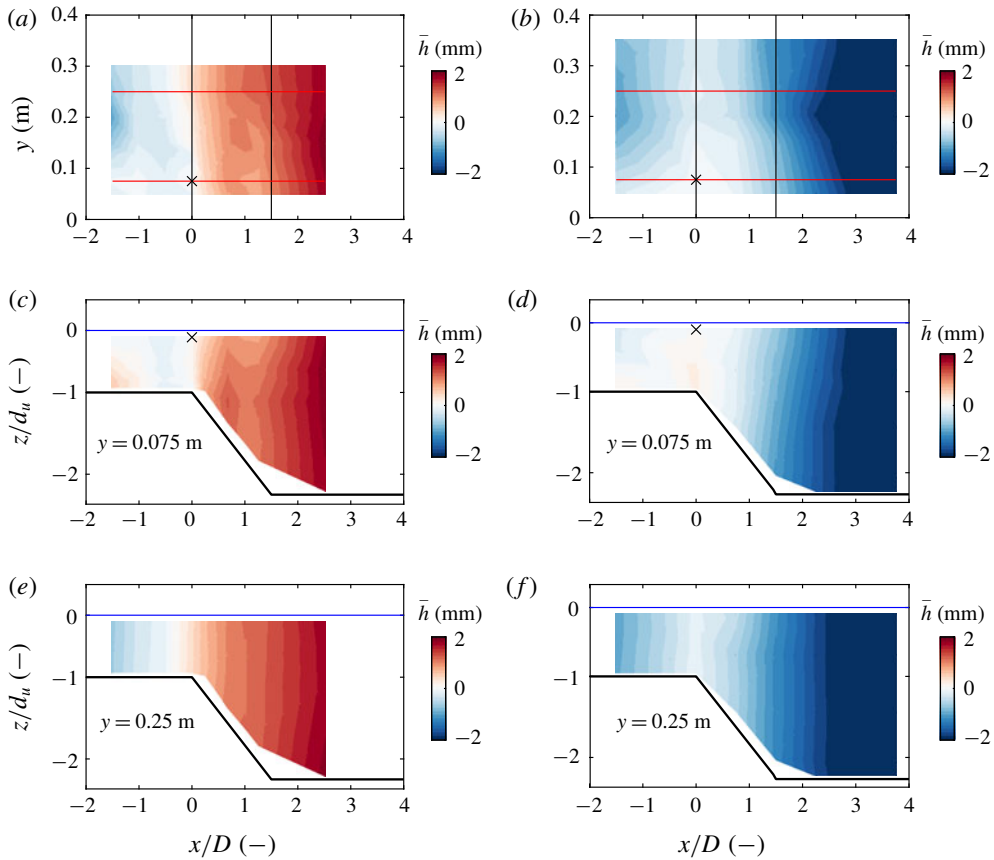 (a)
(b)
0.4
0.3
0.2
0.1
0
y (m)
−2 −1 0 1 2 3 4
h̄ (mm)
2
0
−2
0.4
0.3
0.2
0.1
0
−2 −1 0 1 2 3 4
h̄ (mm)
2
0
−2
(c)
(d)
0
−1
−2
z/d_u (−)
y = 0.075 m
−2 −1 0 1 2 3 4
h̄ (mm)
2
0
−2
0
−1
−2
y = 0.075 m
−2 −1 0 1 2 3 4
h̄ (mm)
2
0
−2
(e)
(f)
0
−1
−2
z/d_u (−)
y = 0.25 m
−2 −1 0 1 2 3 4
x/D (−)
h̄ (mm)
2
0
−2
0
−1
−2
y = 0.25 m
−2 −1 0 1 2 3 4
x/D (−)
h̄ (mm)
2
0
−2